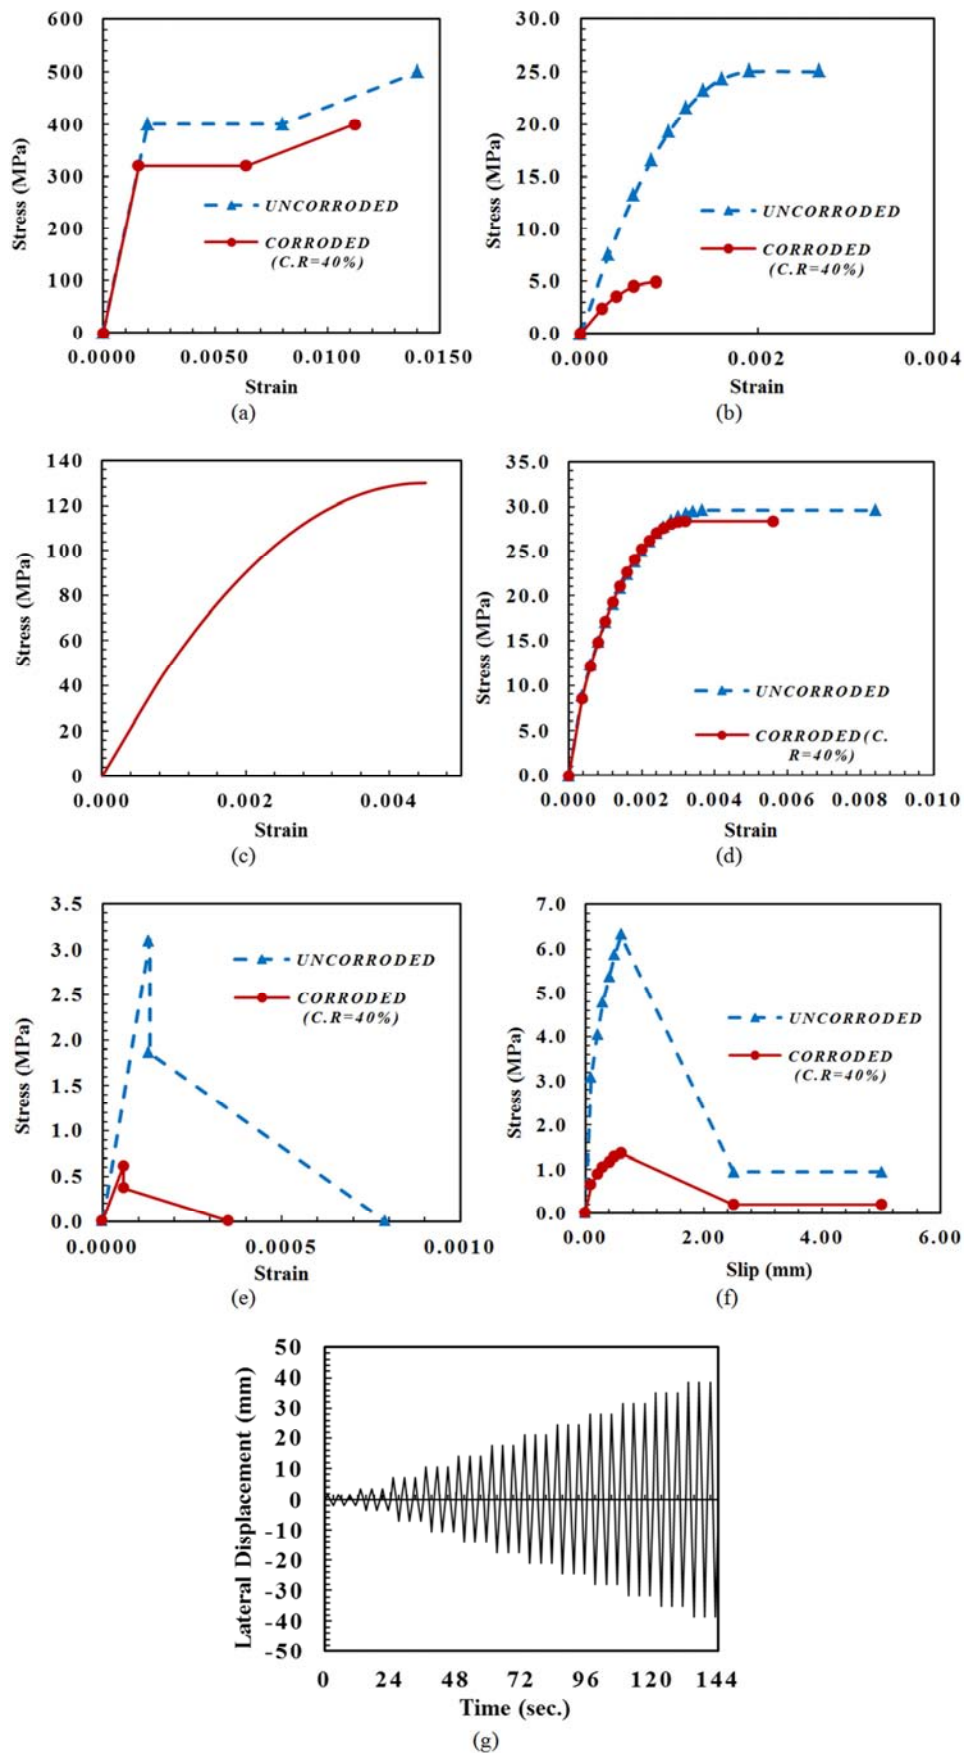 600
500
400
300
200
100
0
Stress (MPa)
UNCORRODED
CORRODED
(C.R=40%)
0.0000 0.0050 0.0100 0.0150
Strain
(a)
30.0
25.0
20.0
15.0
10.0
5.0
0.0
Stress (MPa)
UNCORRODED
CORRODED
(C.R=40%)
0.000 0.002 0.004
Strain
(b)
140
120
100
80
60
40
20
0
Stress (MPa)
0.000 0.002 0.004
Strain
(c)
35.0
30.0
25.0
20.0
15.0
10.0
5.0
0.0
Stress (MPa)
UNCORRODED
CORRODED(C.
R=40%)
0.000 0.002 0.004 0.006 0.008 0.010
Strain
(d)
3.5
3.0
2.5
2.0
1.5
1.0
0.5
0.0
Stress (MPa)
UNCORRODED
CORRODED
(C.R=40%)
0.0000 0.0005 0.0010
Strain
(e)
7.0
6.0
5.0
4.0
3.0
2.0
1.0
0.0
Stress (MPa)
UNCORRODED
CORRODED
(C.R=40%)
0.00 2.00 4.00 6.00
Slip (mm)
(f)
50
40
30
20
10
0
-10
-20
-30
-40
-50
Lateral Displacement (mm)
0 24 48 72 96 120 144
Time (sec.)
(g)